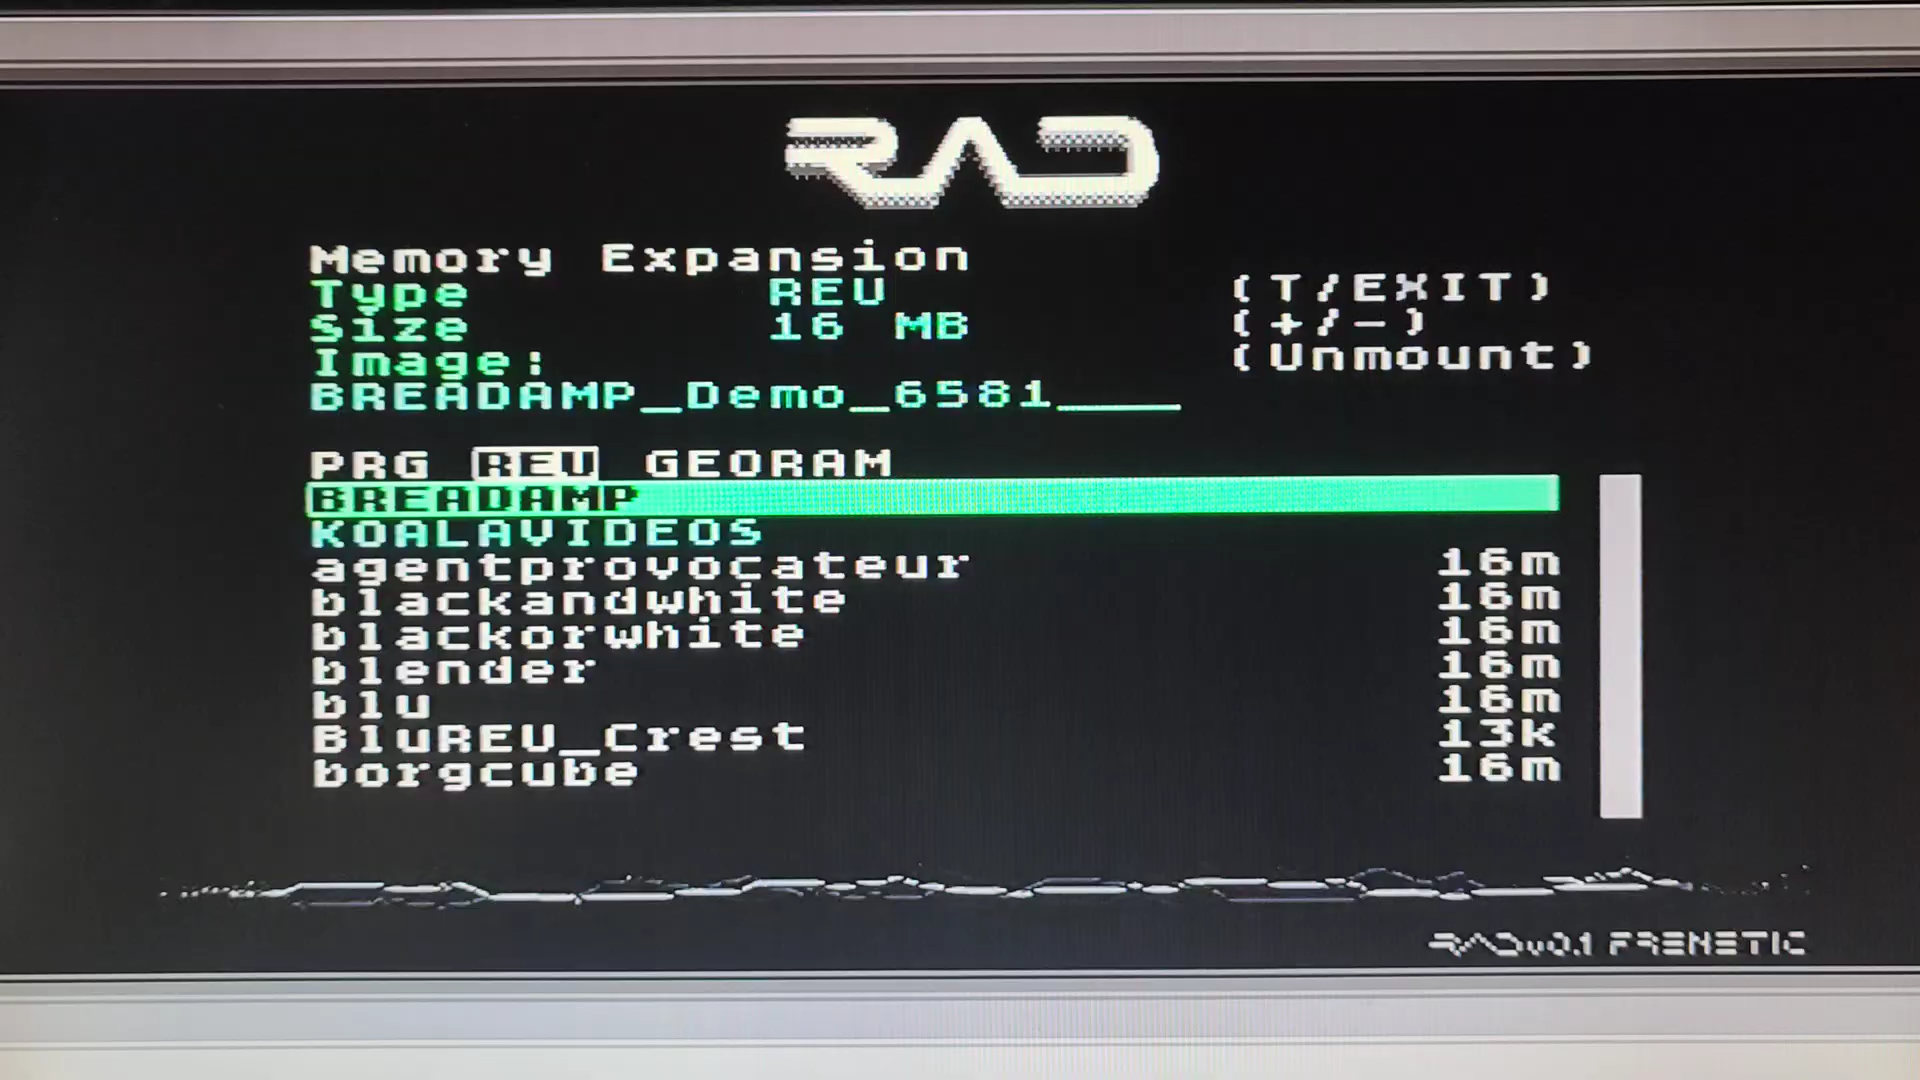 RAD
Memory Expansion
Type REU (T/EXIT)
Size 16 MB (+/-)
Image: (Unmount)
BREADAMP_Demo_6581_____
PRG REU GEORAM
BREADAMP
KOALAVIDEOS
agentprovocateur 16m
blackandwhite 16m
blackorwhite 16m
blender 16m
blu 16m
BluREU_Crest 13k
borgcube 16m
RADv0.1 FRENETIC